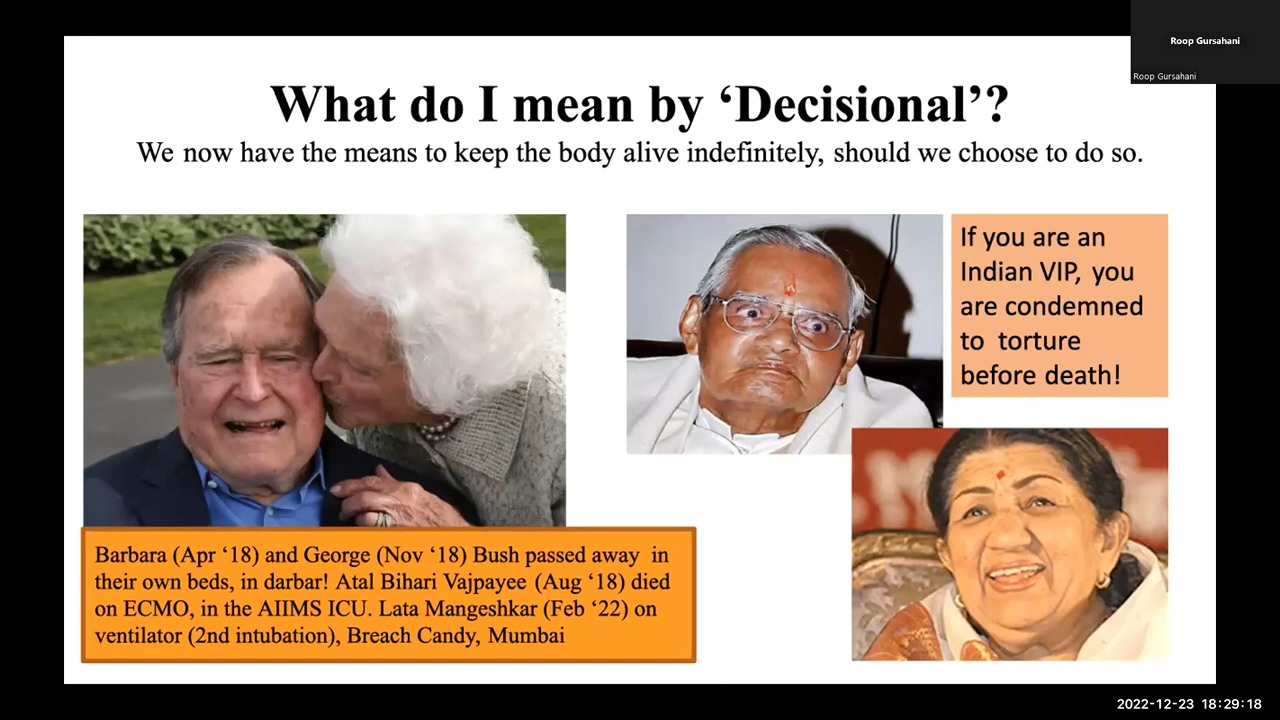 Roop Gursahani
Roop Gursahani
What do I mean by ‘Decisional’?
We now have the means to keep the body alive indefinitely, should we choose to do so.
If you are an
Indian VIP, you
are condemned
to torture
before death!
Barbara (Apr ‘18) and George (Nov ‘18) Bush passed away in
their own beds, in darbar! Atal Bihari Vajpayee (Aug ‘18) died
on ECMO, in the AIIMS ICU. Lata Mangeshkar (Feb ‘22) on
ventilator (2nd intubation), Breach Candy, Mumbai
2022-12-23 18:29:18